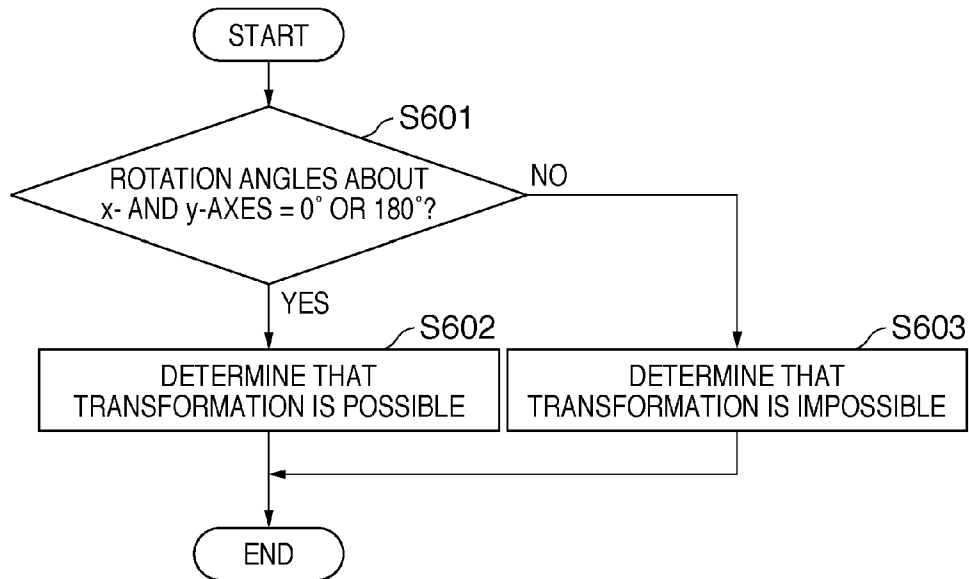 START
S601
ROTATION ANGLES ABOUT
x- AND y-AXES = 0° OR 180°?
NO
YES
S602
DETERMINE THAT
TRANSFORMATION IS POSSIBLE
S603
DETERMINE THAT
TRANSFORMATION IS IMPOSSIBLE
END